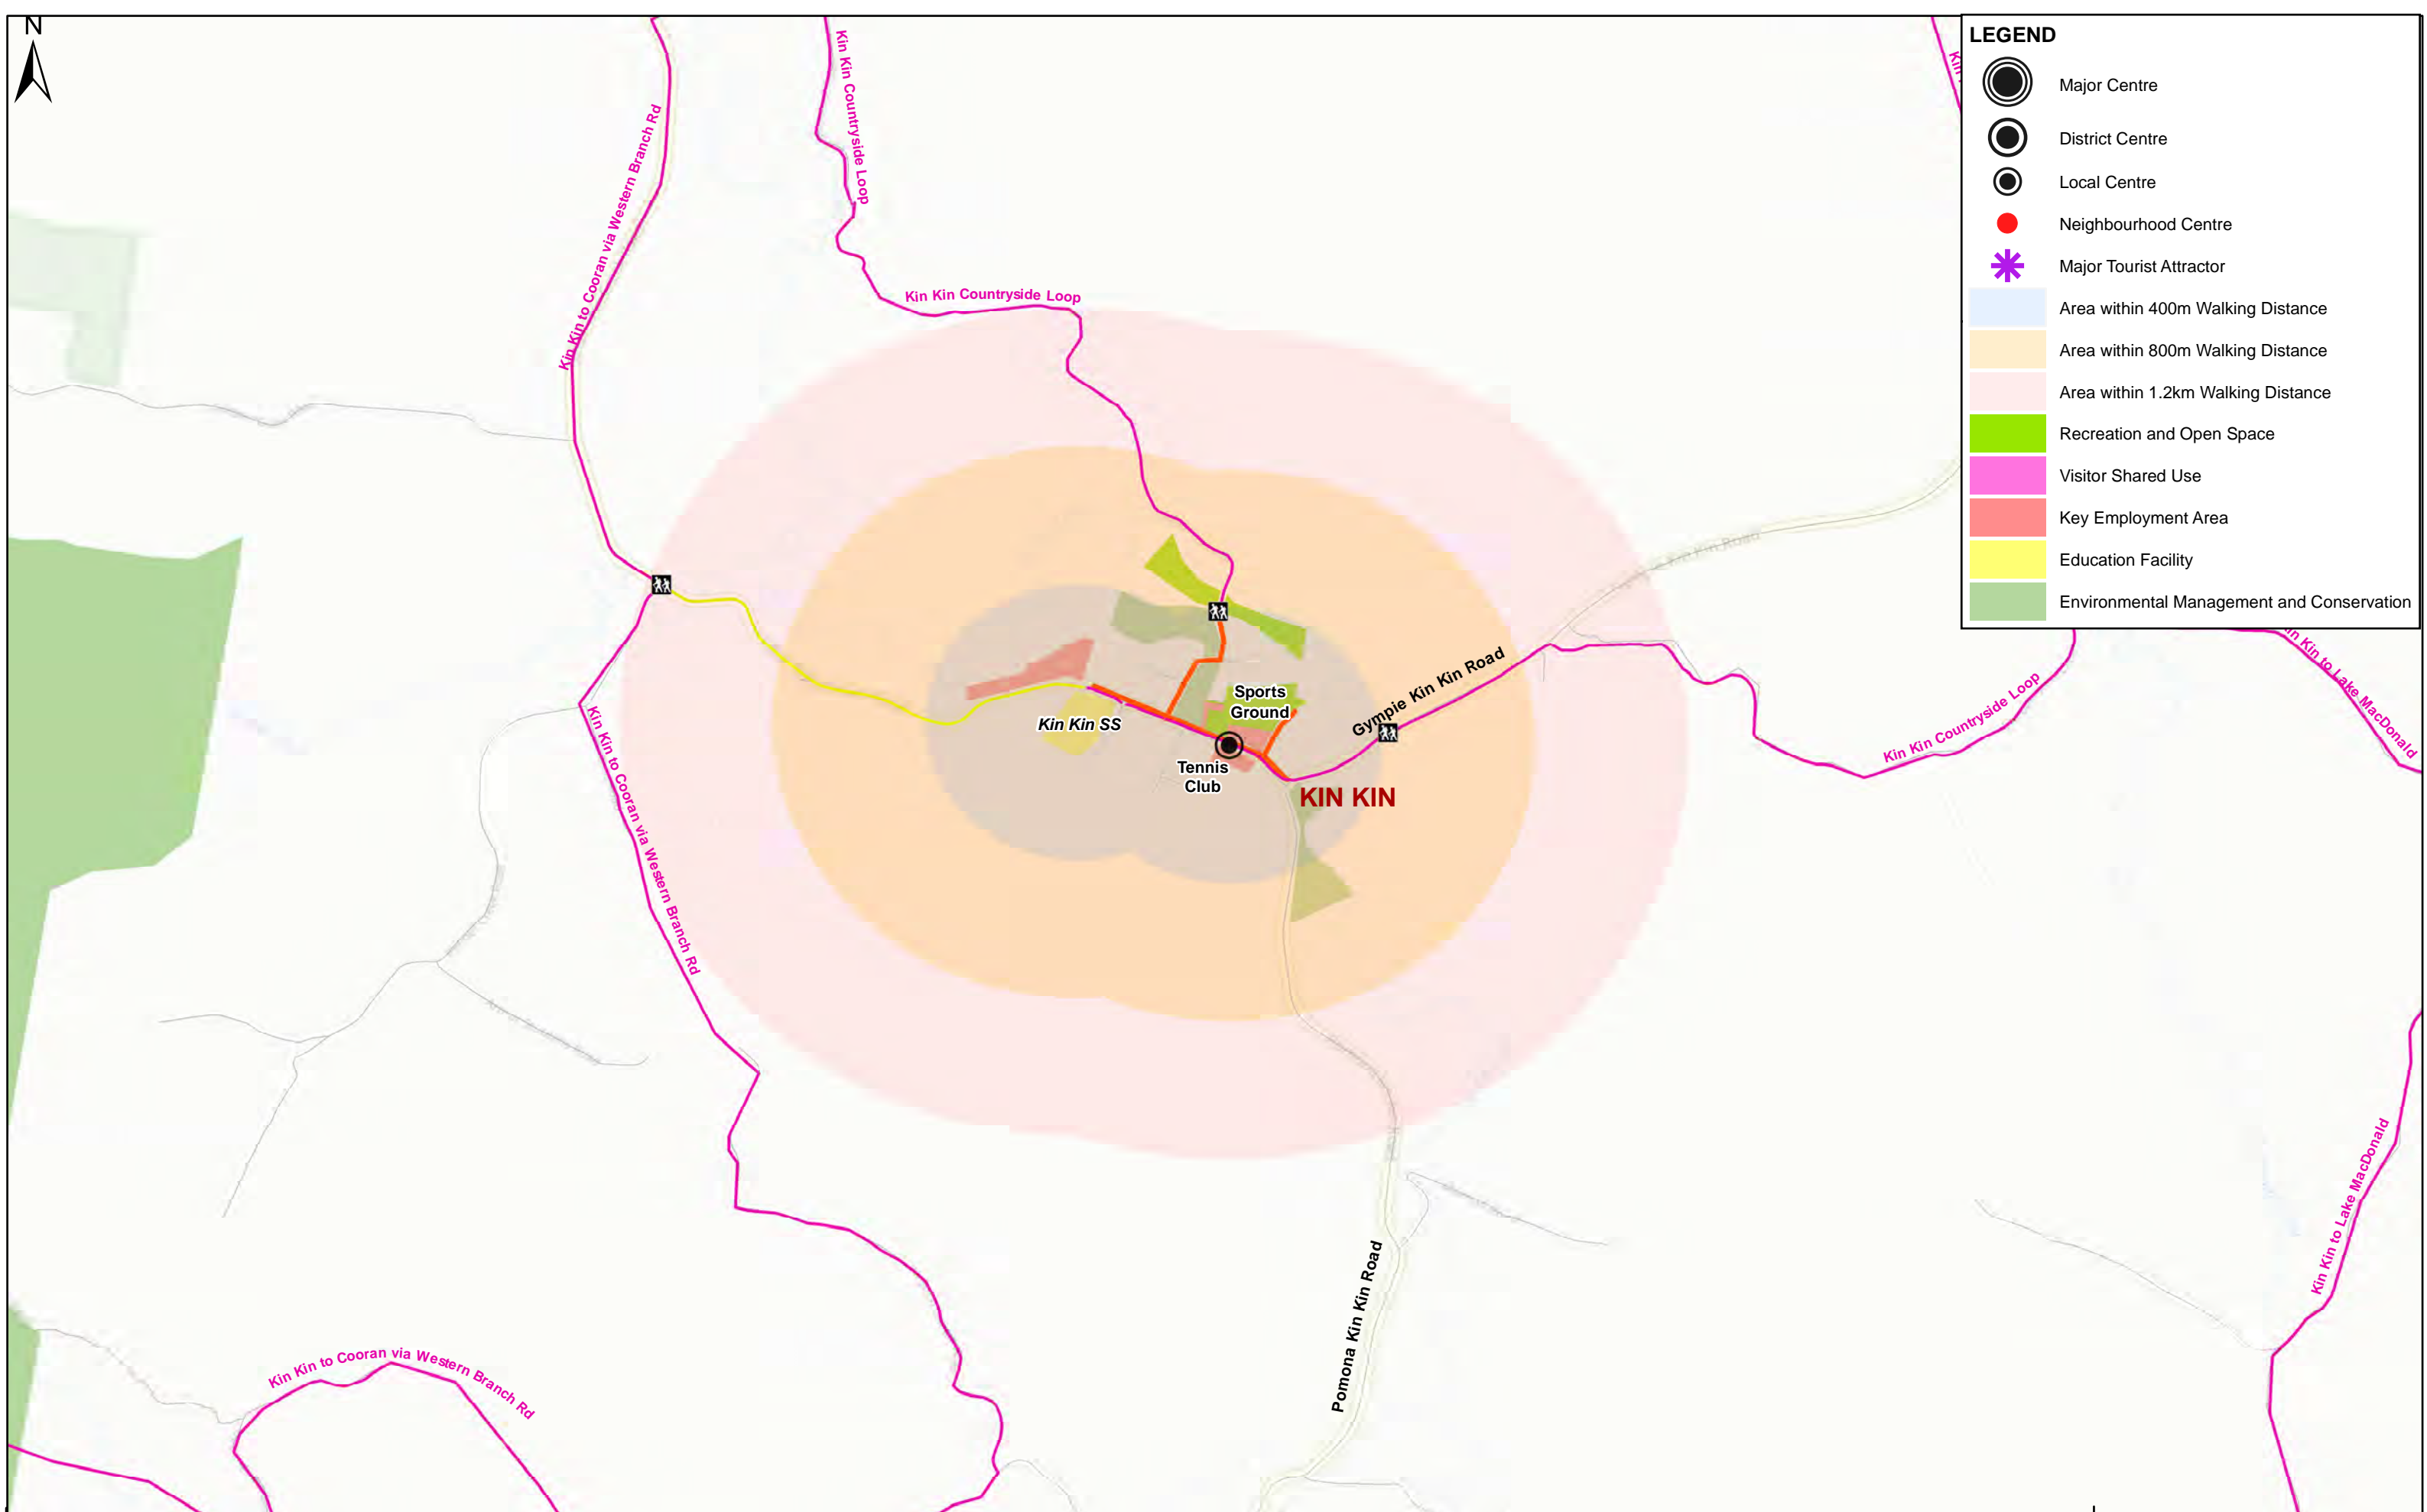 N
Kin Kin to Cooran via Western Branch Rd
Kin Kin Countryside Loop
Kin Kin Countryside Loop
LEGEND
Major Centre
District Centre
Local Centre
Neighbourhood Centre
Major Tourist Attractor
Area within 400m Walking Distance
Area within 800m Walking Distance
Area within 1.2km Walking Distance
Recreation and Open Space
Visitor Shared Use
Key Employment Area
Education Facility
Environmental Management and Conservation
Kin Kin to Lake MacDonald
Kin Kin Countryside Loop
Gympie Kin Kin Road
Sports
Ground
Kin Kin SS
Tennis
Club
KIN KIN
Kin Kin to Cooran via Western Branch Rd
Kin Kin to Lake MacDonald
Pomona Kin Kin Road
Kin Kin to Cooran via Western Branch Rd